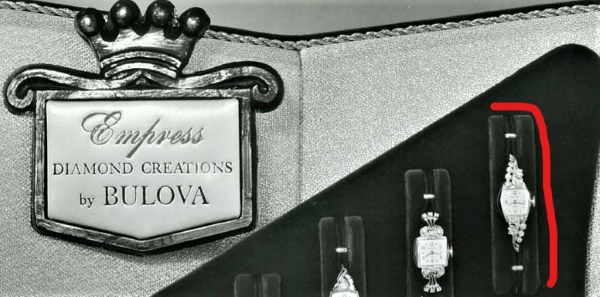 Empress
DIAMOND CREATIONS
by BULOVA